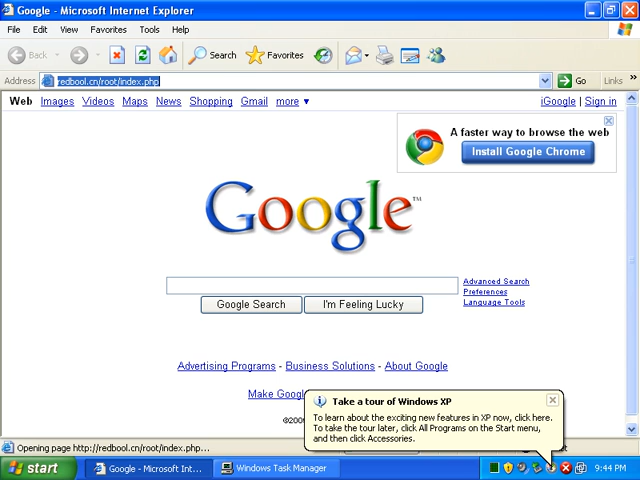 Google - Microsoft Internet Explorer
File Edit View Favorites Tools Help
Back Search Favorites
Address redbool.cn/root/index.php Go Links »
Web Images Videos Maps News Shopping Gmail more ▼ iGoogle | Sign in
A faster way to browse the web
Install Google Chrome
Google™
Advanced Search
Preferences
Language Tools
Google Search I'm Feeling Lucky
Advertising Programs - Business Solutions - About Google
Make Goog
Take a tour of Windows XP
To learn about the exciting new features in XP now, click here.
To take the tour later, click All Programs on the Start menu,
and then click Accessories.
Opening page http://redbool.cn/root/index.php...
start Google - Microsoft Int... Windows Task Manager 9:44 PM